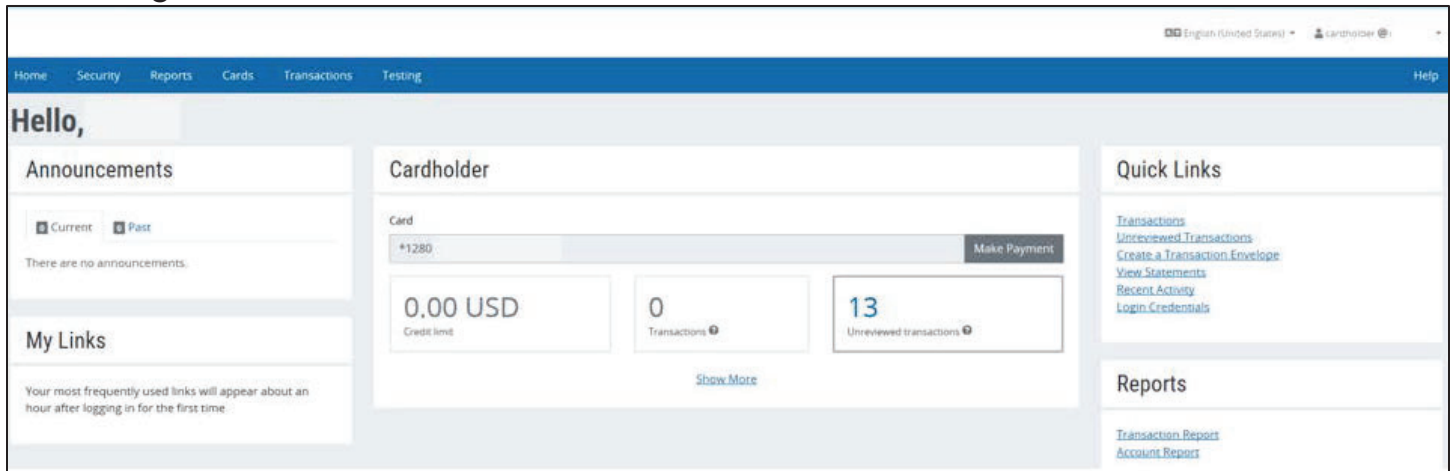 English (United States)
cardholder @
Home Security Reports Cards Transactions Testing Help
Hello,
Announcements
0 Current 0 Past
There are no announcements.
My Links
Your most frequently used links will appear about an
hour after logging in for the first time
Cardholder
Card
*1280
Make Payment
0.00 USD
Credit limit
0
Transactions
13
Unreviewed transactions
Show More
Quick Links
Transactions
Unreviewed Transactions
Create a Transaction Envelope
View Statements
Recent Activity
Login Credentials
Reports
Transaction Report
Account Report